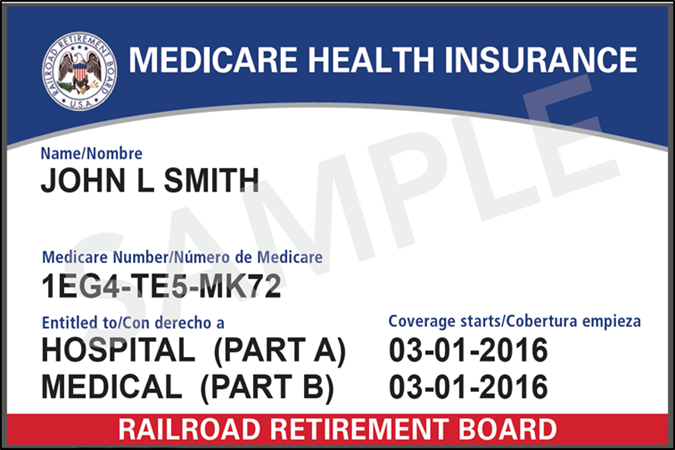 RAILROAD RETIREMENT BOARD
U.S.A.
MEDICARE HEALTH INSURANCE
SAMPLE
Name/Nombre
JOHN L SMITH
Medicare Number/Número de Medicare
1EG4-TE5-MK72
Entitled to/Con derecho a Coverage starts/Cobertura empieza
HOSPITAL (PART A) 03-01-2016
MEDICAL (PART B) 03-01-2016
RAILROAD RETIREMENT BOARD